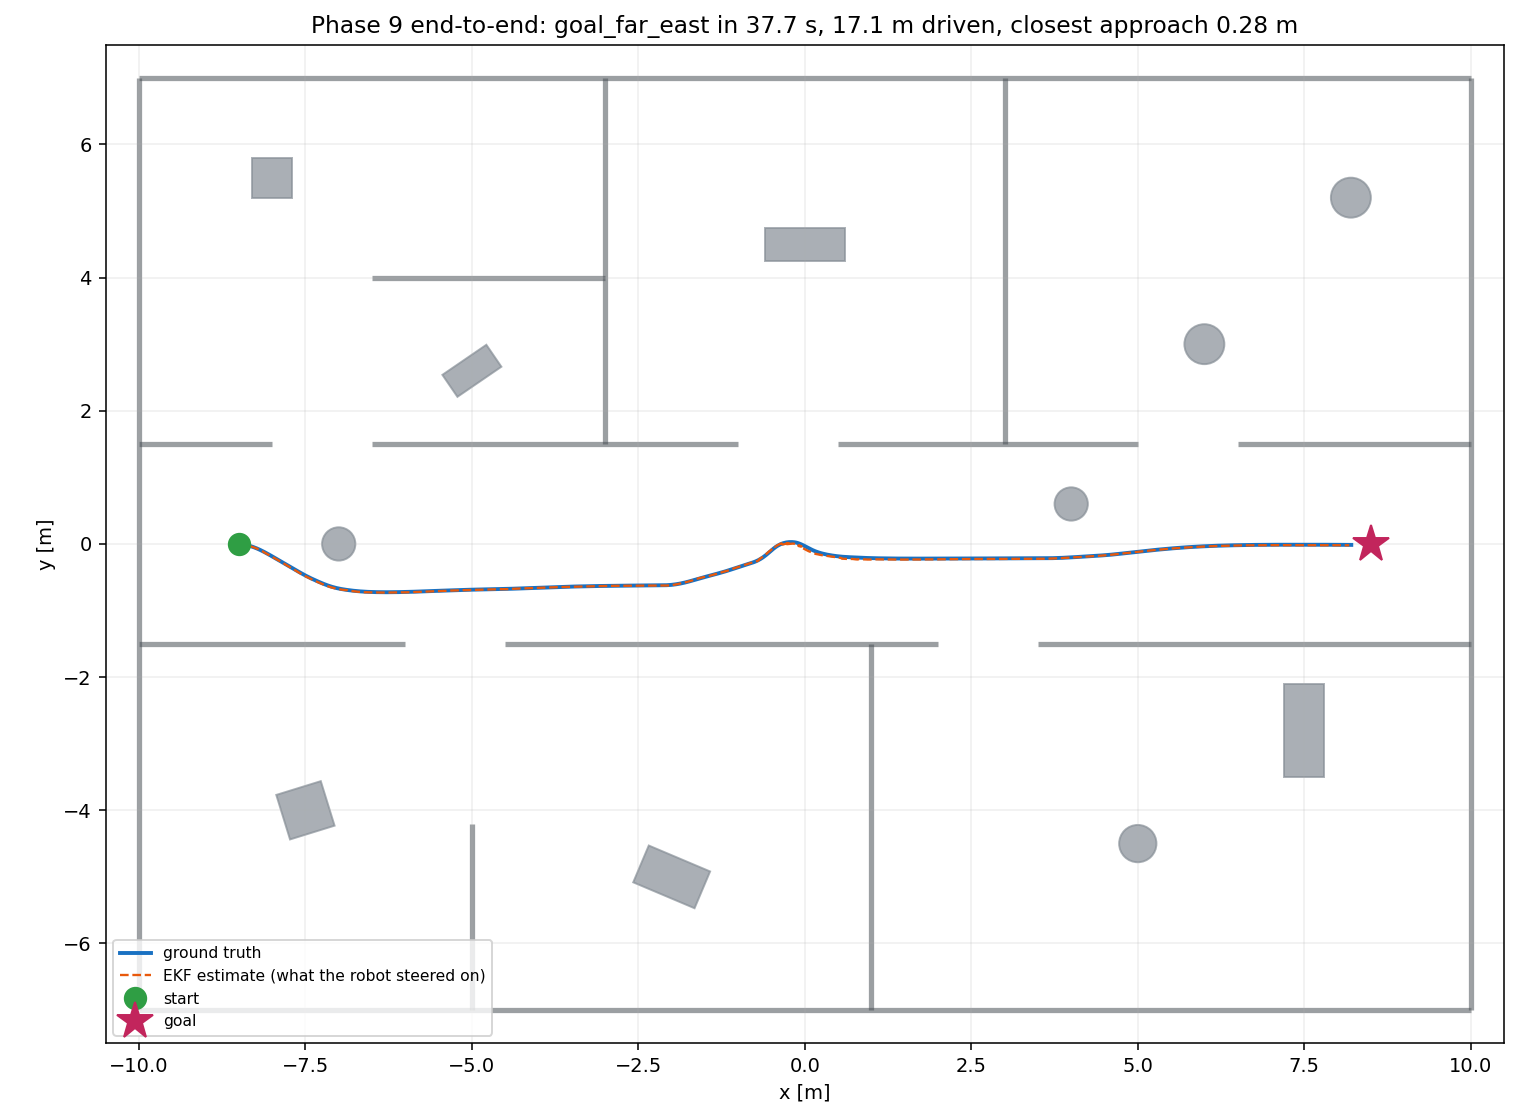 Phase 9 end-to-end: goal_far_east in 37.7 s, 17.1 m driven, closest approach 0.28 m
y [m]
6
4
2
0
−2
−4
−6
ground truth
EKF estimate (what the robot steered on)
start
goal
−10.0 −7.5 −5.0 −2.5 0.0 2.5 5.0 7.5 10.0
x [m]